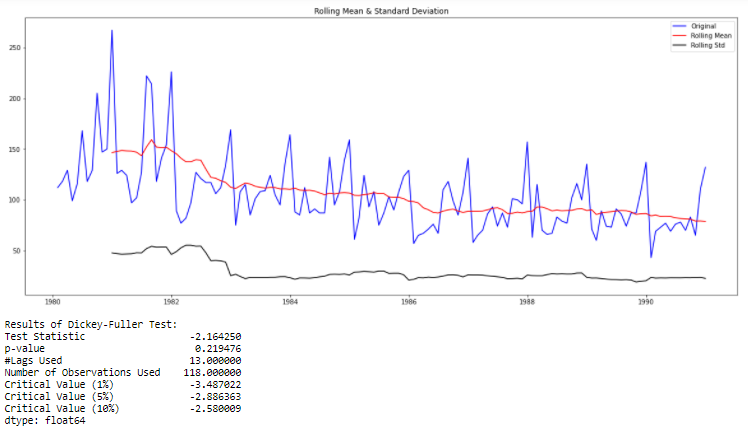 Rolling Mean & Standard Deviation
Original
Rolling Mean
Rolling Std
250
200
150
100
50
1980 1982 1984 1986 1988 1990
Results of Dickey-Fuller Test:
Test Statistic -2.164250
p-value 0.219476
#Lags Used 13.000000
Number of Observations Used 118.000000
Critical Value (1%) -3.487022
Critical Value (5%) -2.886363
Critical Value (10%) -2.580009
dtype: float64